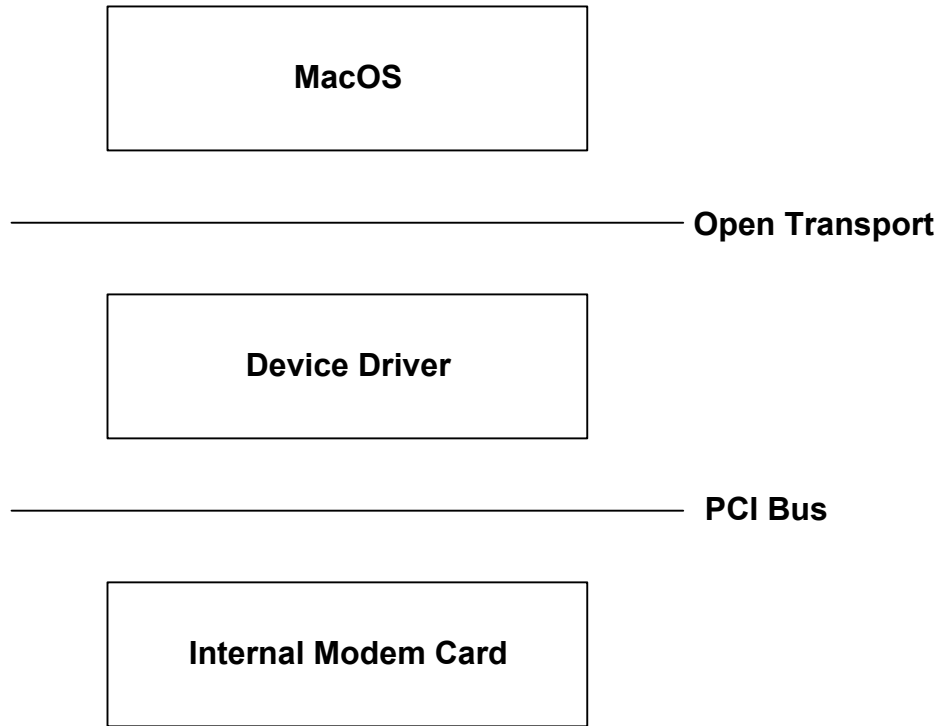 MacOS
Open Transport
Device Driver
PCI Bus
Internal Modem Card